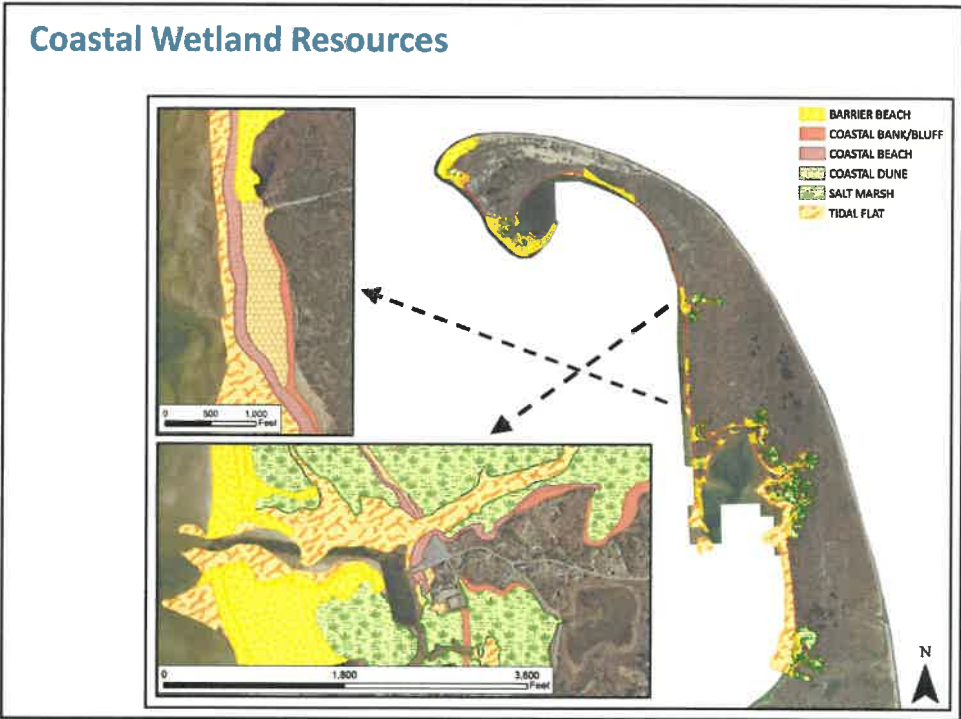 Coastal Wetland Resources
BARRIER BEACH
COASTAL BANK/BLUFF
COASTAL BEACH
COASTAL DUNE
SALT MARSH
TIDAL FLAT
0 500 1,000
Feet
0 1,800 3,600
Feet
N